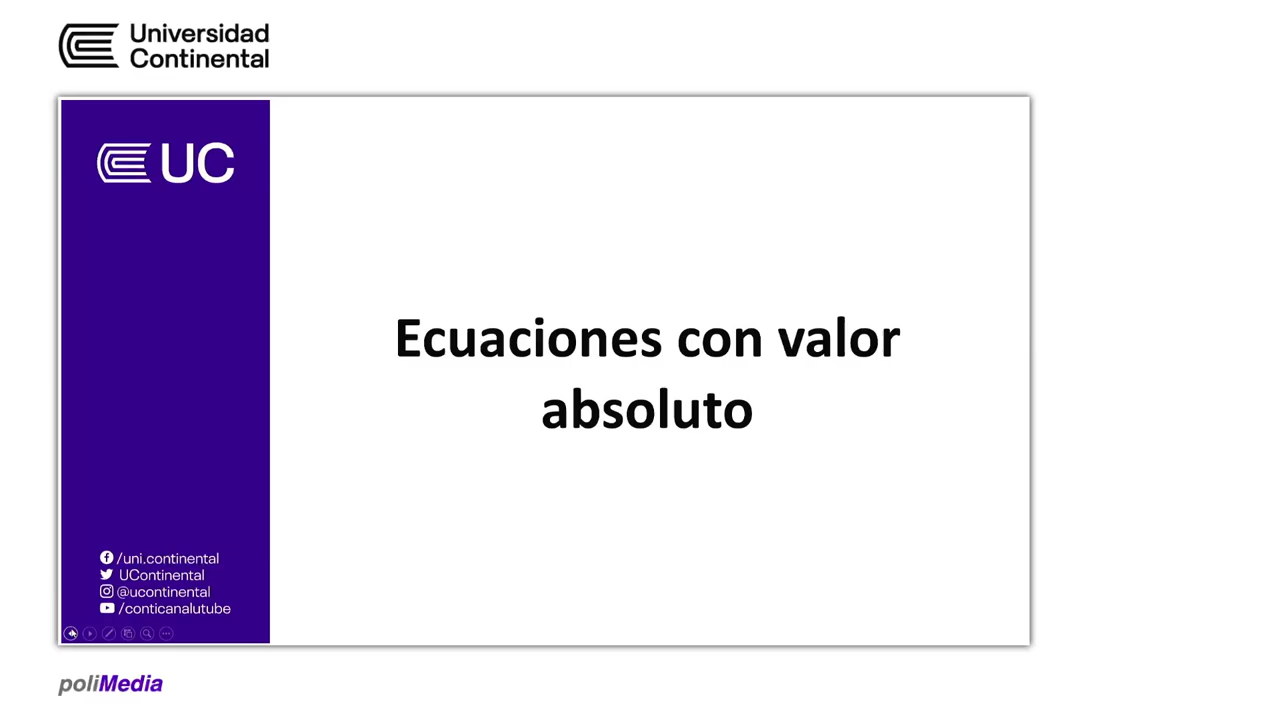 Universidad
Continental
UC
Ecuaciones con valor
absoluto
/uni.continental
UContinental
@ucontinental
/conticanalutube
poliMedia